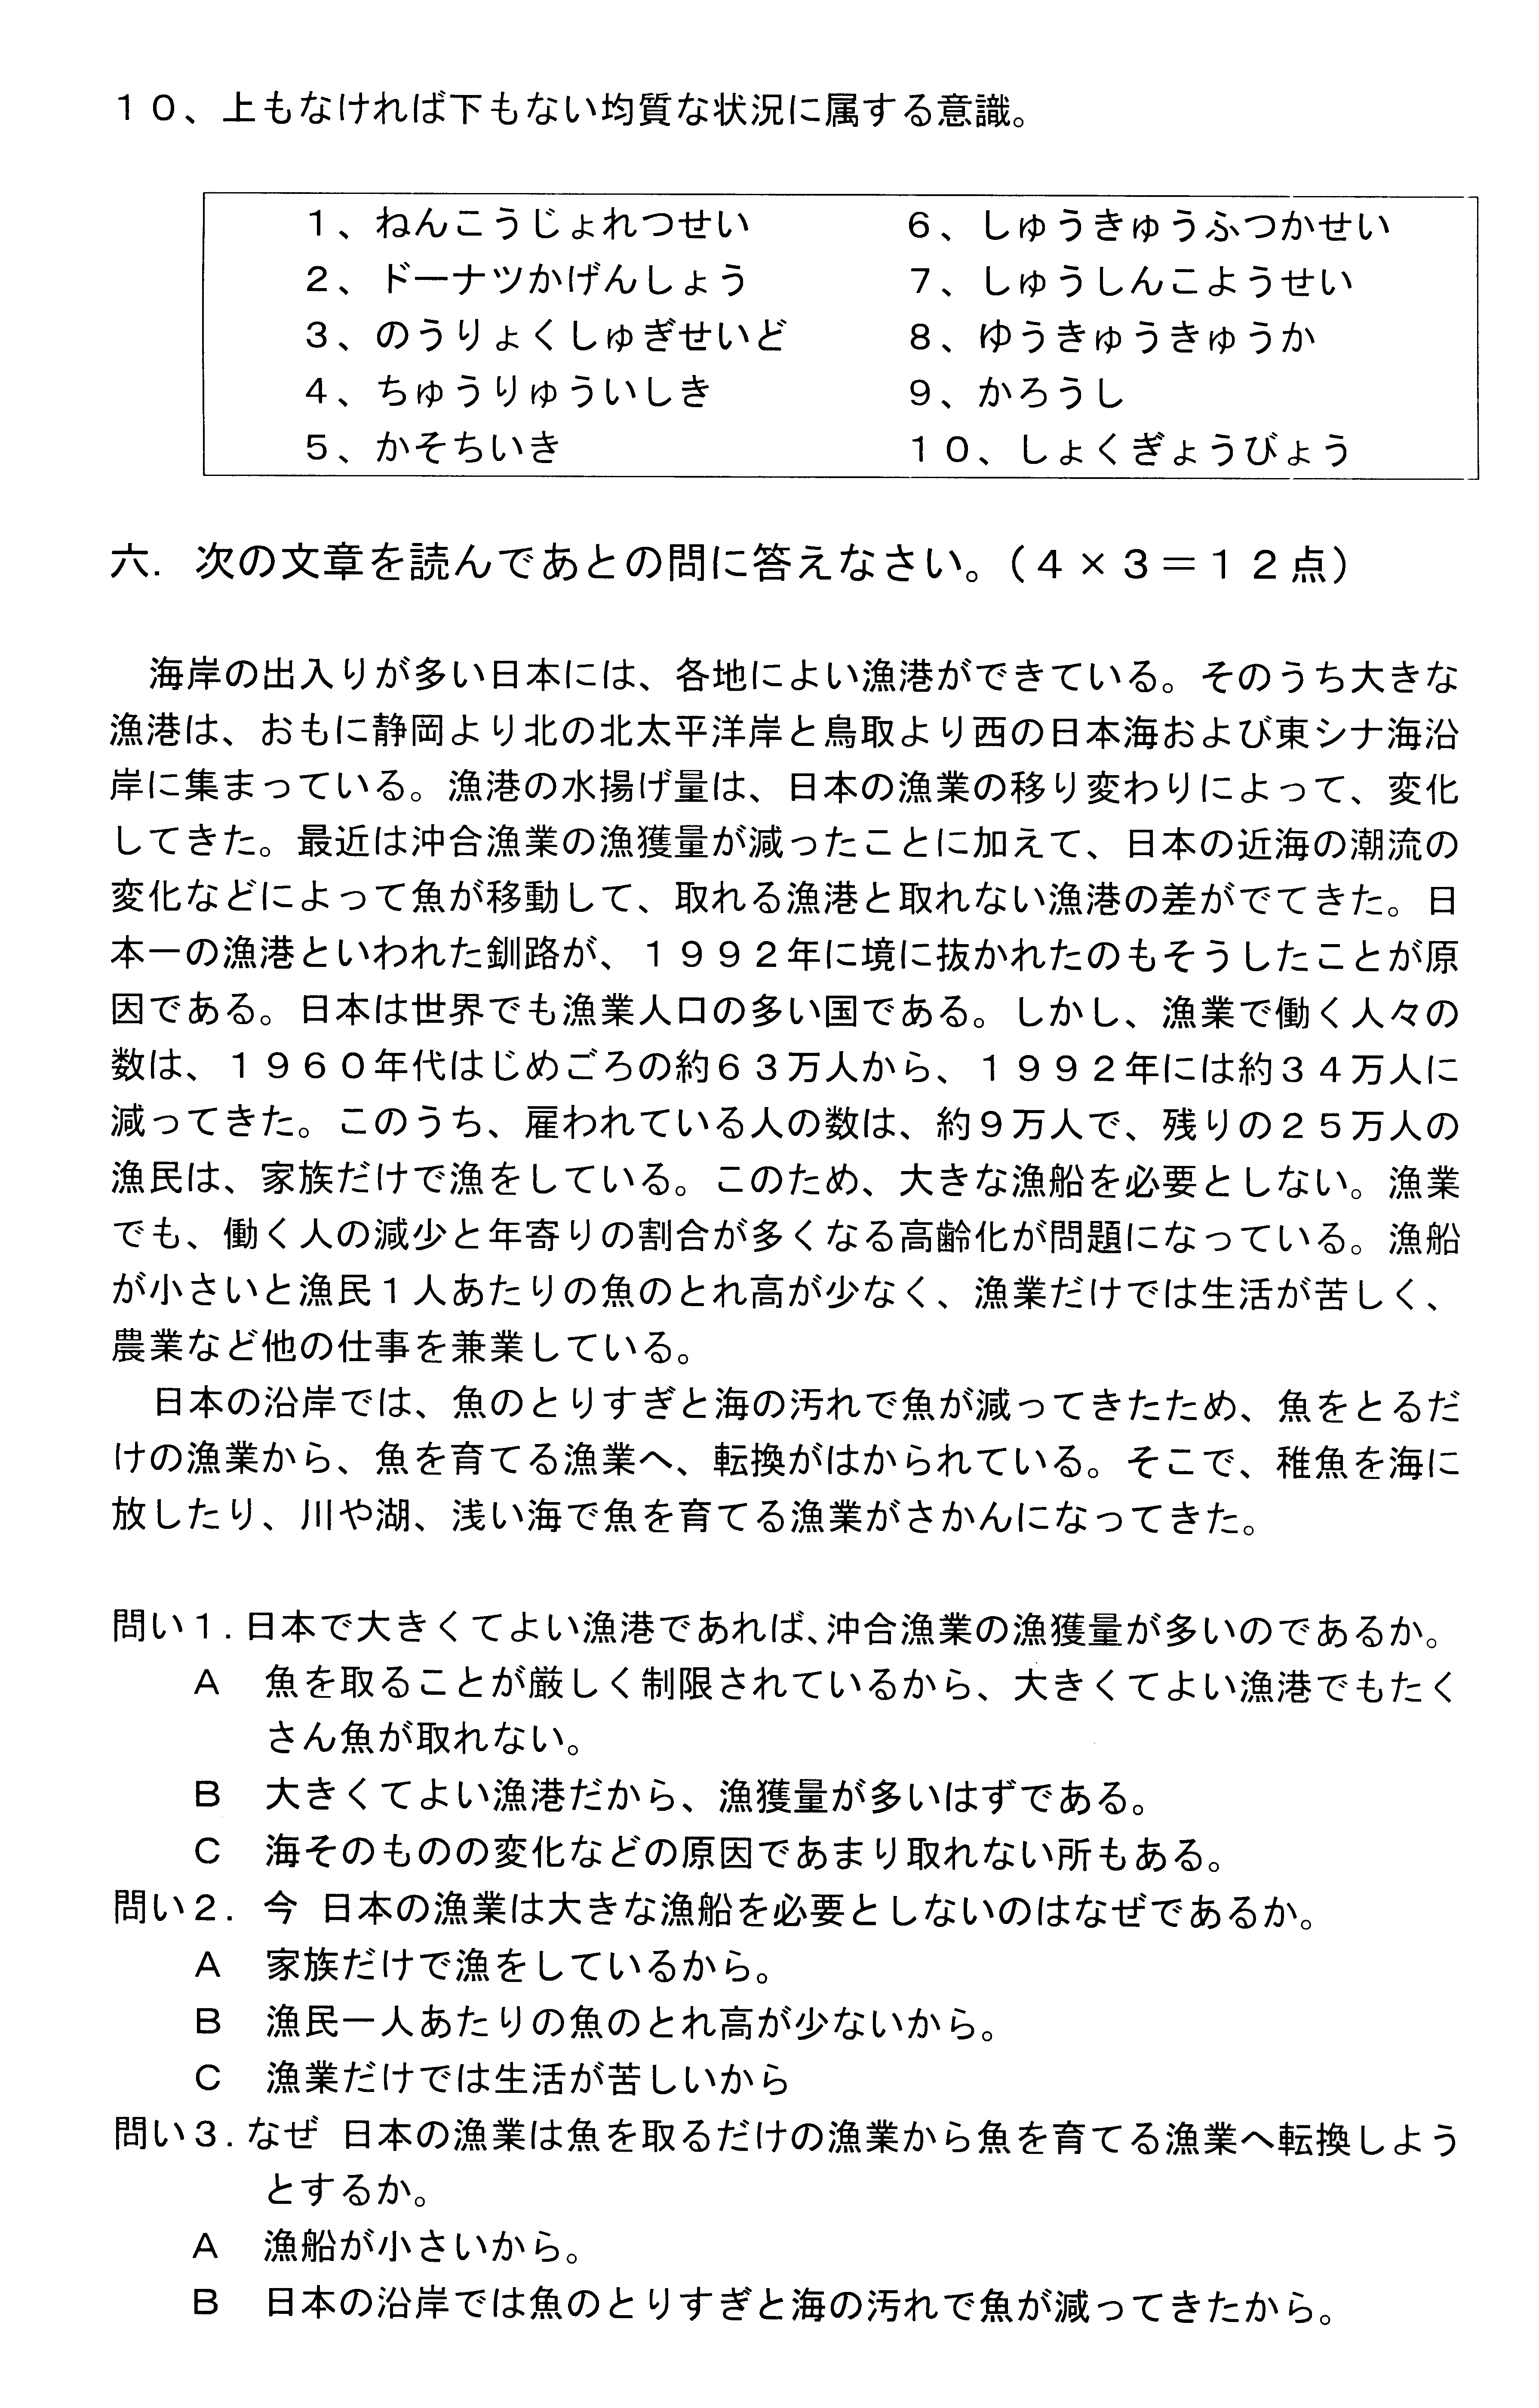 １０、上もなければ下もない均質な状況に属する意識。
１、ねんこうじょれつせい　６、しゅうきゅうふつかせい
２、ドーナツかげんしょう　７、しゅうしんこようせい
３、のうりょくしゅぎせいど　８、ゆうきゅうきゅうか
４、ちゅうりゅういしき　９、かろうし
５、かそちいき　１０、しょくぎょうびょう
六．次の文章を読んであとの問に答えなさい。（４×３＝１２点）
海岸の出入りが多い日本には、各地によい漁港ができている。そのうち大きな
漁港は、おもに静岡より北の北太平洋岸と鳥取より西の日本海および東シナ海沿
岸に集まっている。漁港の水揚げ量は、日本の漁業の移り変わりによって、変化
してきた。最近は沖合漁業の漁獲量が減ったことに加えて、日本の近海の潮流の
変化などによって魚が移動して、取れる漁港と取れない漁港の差がでてきた。日
本一の漁港といわれた釧路が、１９９２年に境に抜かれたのもそうしたことが原
因である。日本は世界でも漁業人口の多い国である。しかし、漁業で働く人々の
数は、１９６０年代はじめごろの約６３万人から、１９９２年には約３４万人に
減ってきた。このうち、雇われている人の数は、約９万人で、残りの２５万人の
漁民は、家族だけで漁をしている。このため、大きな漁船を必要としない。漁業
でも、働く人の減少と年寄りの割合が多くなる高齢化が問題になっている。漁船
が小さいと漁民１人あたりの魚のとれ高が少なく、漁業だけでは生活が苦しく、
農業など他の仕事を兼業している。
日本の沿岸では、魚のとりすぎと海の汚れで魚が減ってきたため、魚をとるだ
けの漁業から、魚を育てる漁業へ、転換がはかられている。そこで、稚魚を海に
放したり、川や湖、浅い海で魚を育てる漁業がさかんになってきた。
問い１．日本で大きくてよい漁港であれば、沖合漁業の漁獲量が多いのであるか。
Ａ　魚を取ることが厳しく制限されているから、大きくてよい漁港でもたく
さん魚が取れない。
Ｂ　大きくてよい漁港だから、漁獲量が多いはずである。
Ｃ　海そのものの変化などの原因であまり取れない所もある。
問い２．今　日本の漁業は大きな漁船を必要としないのはなぜであるか。
Ａ　家族だけで漁をしているから。
Ｂ　漁民一人あたりの魚のとれ高が少ないから。
Ｃ　漁業だけでは生活が苦しいから
問い３．なぜ　日本の漁業は魚を取るだけの漁業から魚を育てる漁業へ転換しよう
とするか。
Ａ　漁船が小さいから。
Ｂ　日本の沿岸では魚のとりすぎと海の汚れで魚が減ってきたから。